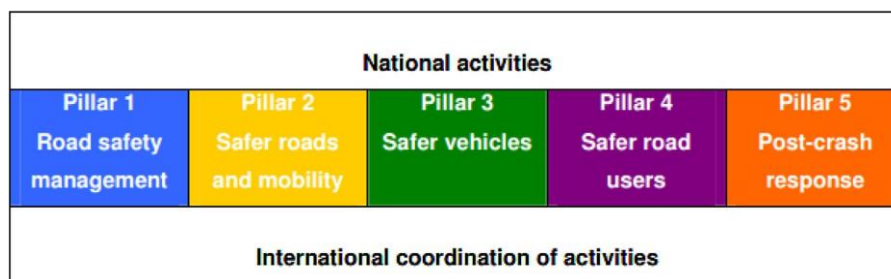 National activities
Pillar 1
Road safety
management
Pillar 2
Safer roads
and mobility
Pillar 3
Safer vehicles
Pillar 4
Safer road
users
Pillar 5
Post-crash
response
International coordination of activities